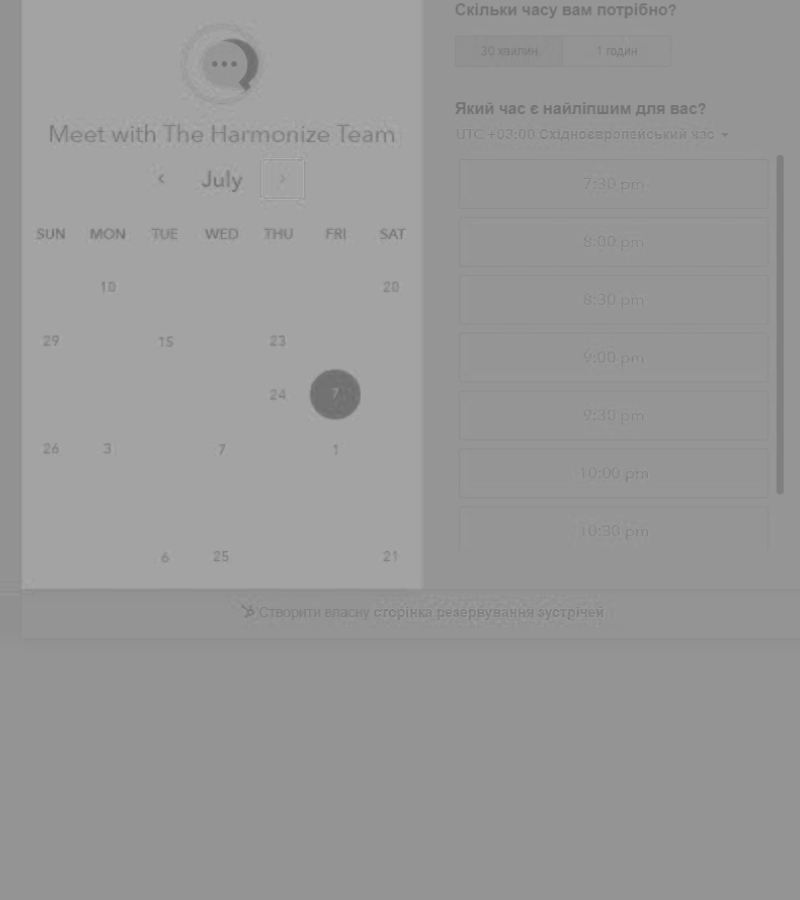 Meet with The Harmonize Team
‹ July ›
SUN MON TUE WED THU FRI SAT
10 20
29 15 23
24 7
26 3 7 1
6 25 21
Скільки часу вам потрібно?
30 хвилин 1 годин
Який час є найліпшим для вас?
UTC +03:00 Східноєвропейський час
7:30 pm
8:00 pm
8:30 pm
9:00 pm
9:30 pm
10:00 pm
10:30 pm
Створити власну сторінка резервування зустрічей